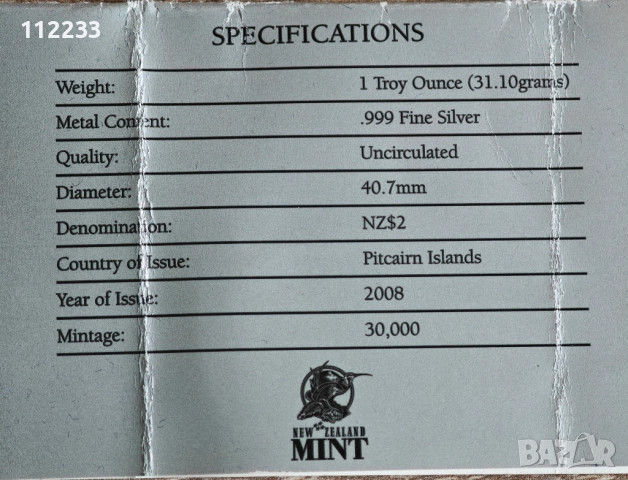 112233
SPECIFICATIONS
Weight: 1 Troy Ounce (31.10grams)
Metal Content: .999 Fine Silver
Quality: Uncirculated
Diameter: 40.7mm
Denomination: NZ$2
Country of Issue: Pitcairn Islands
Year of Issue: 2008
Mintage: 30,000
NEW ZEALAND
MINT
BAZAR